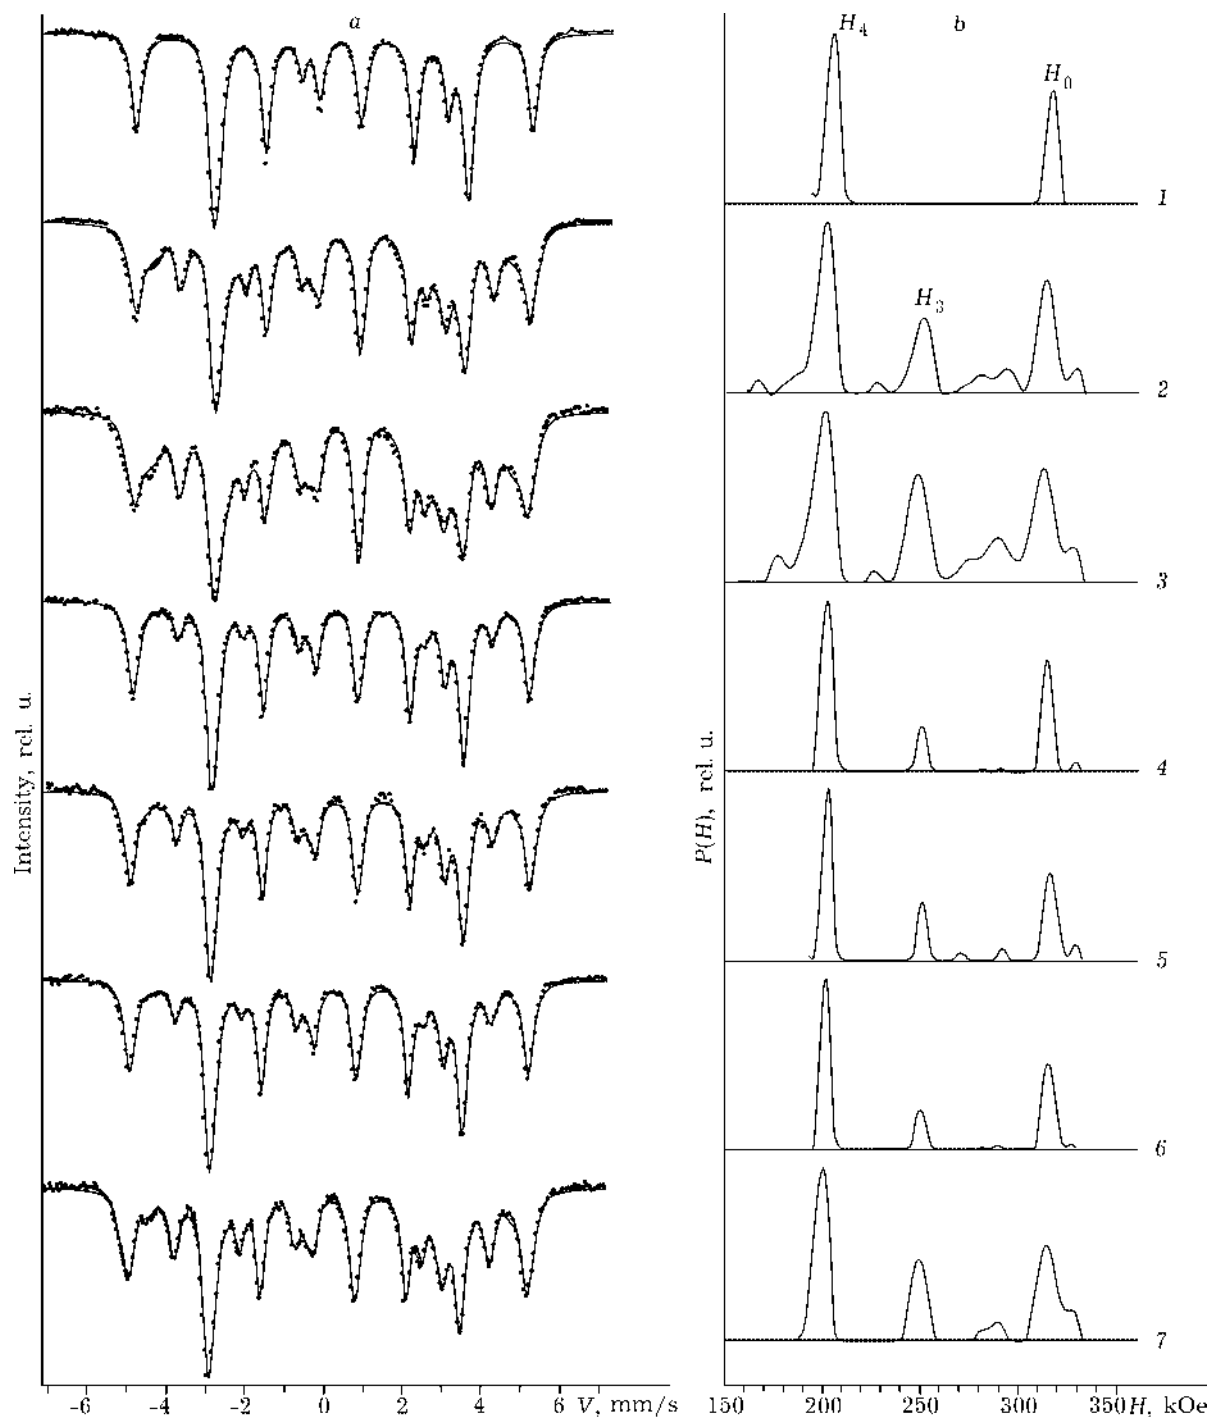 a
b
H₄
H₀
1
H₃
2
3
4
5
6
7
Intensity, rel. u.
P(H), rel. u.
-6 -4 -2 0 2 4 6 V, mm/s
150 200 250 300 350 H, kOe